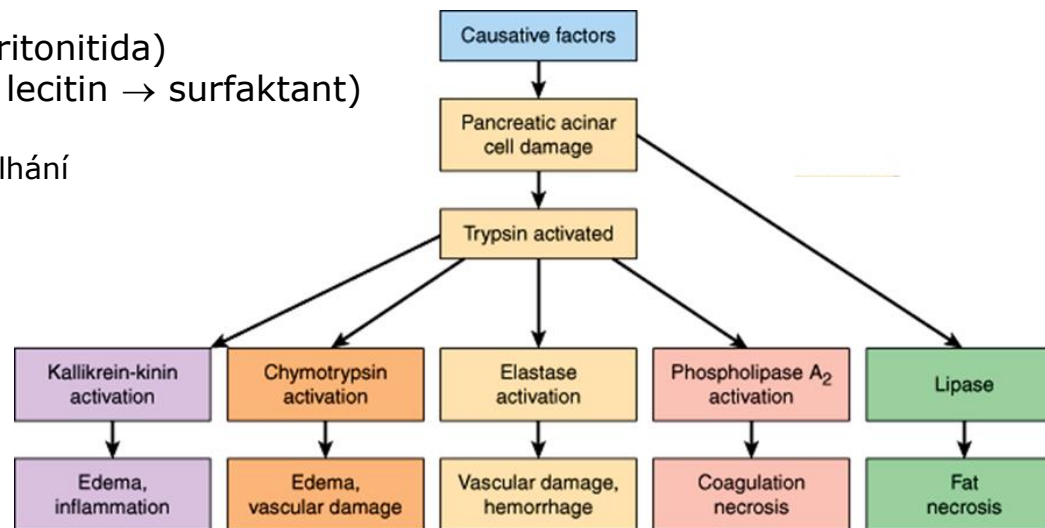 ritonitida)
lecitin → surfaktant)
lhání
Causative factors
Pancreatic acinar
cell damage
Trypsin activated
Kallikrein-kinin
activation
Chymotrypsin
activation
Elastase
activation
Phospholipase A₂
activation
Lipase
Edema,
inflammation
Edema,
vascular damage
Vascular damage,
hemorrhage
Coagulation
necrosis
Fat
necrosis